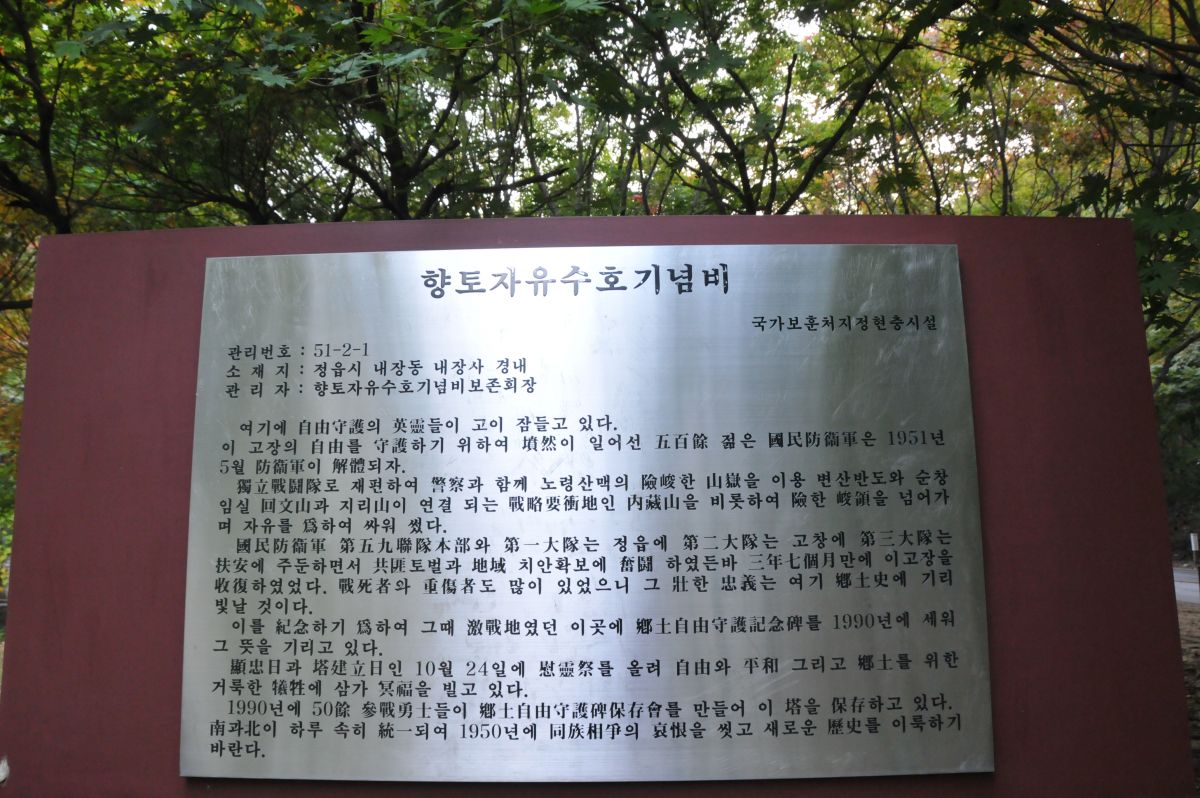 향토자유수호기념비
국가보훈처지정현충시설
관리번호 : 51-2-1
소 재 지 : 정읍시 내장동 내장사 경내
관 리 자 : 향토자유수호기념비보존회장
여기에 自由守護의 英靈들이 고이 잠들고 있다.
이 고장의 自由를 守護하기 위하여 墳然이 일어선 五百餘 젊은 國民防衞軍은 1951년
5월 防衞軍이 解體되자.
獨立戰鬪隊로 재편하여 警察과 함께 노령산맥의 險峻한 山嶽을 이용 변산반도와 순창
임실 回文山과 지리山이 연결 되는 戰略要衝地인 內藏山을 비롯하여 險한 峻領을 넘어가
며 자유를 爲하여 싸워 썼다.
國民防衞軍 第五九聯隊本部와 第一大隊는 정읍에 第二大隊는 고창에 第三大隊는
扶安에 주둔하면서 共匪토벌과 地域 치안확보에 奮鬪 하였든바 三年七個月만에 이고장을
收復하였었다. 戰死者와 重傷者도 많이 있었으니 그 壯한 忠義는 여기 鄕土史에 기리
빛날 것이다.
이를 紀念하기 爲하여 그때 激戰地였던 이곳에 鄕土自由守護記念碑를 1990년에 세워
그 뜻을 기리고 있다.
顯忠日과 塔建立日인 10월 24일에 慰靈祭를 올려 自由와 平和 그리고 鄕土를 위한
거룩한 犧牲에 삼가 冥福을 빌고 있다.
1990년에 50餘 參戰勇士들이 鄕土自由守護碑保存會를 만들어 이 塔을 保存하고 있다.
南과北이 하루 속히 統一되여 1950년에 同族相爭의 哀恨을 씻고 새로운 歷史를 이룩하기
바란다.